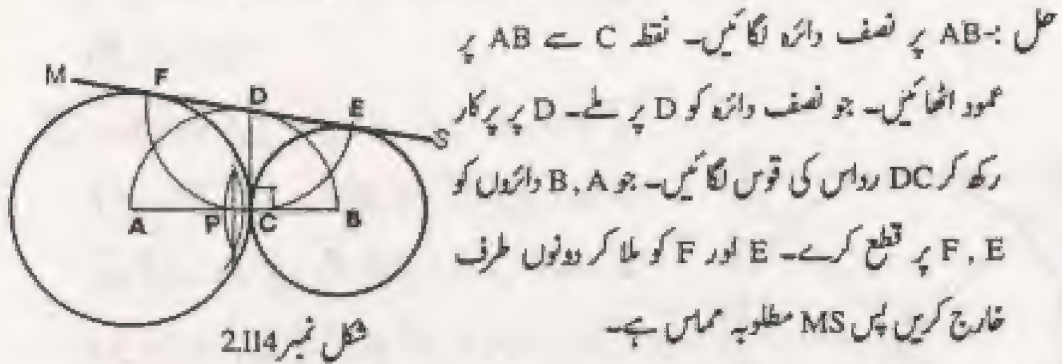 حل :-AB پر نصف دائرہ لگائیں۔ نقطہ C سے AB پر
عمود اٹھائیں۔ جو نصف دائرہ کو D پر ملے۔ D پر پرکار
رکھ کر DC رداس کی قوس لگائیں۔ جو B, A دائروں کو
F, E پر قطع کرے۔ E اور F کو ملا کر دونوں طرف
خارج کریں پس MS مطلوبہ مماس ہے۔
M F D E S
A P C B
شکل نمبر 2.114